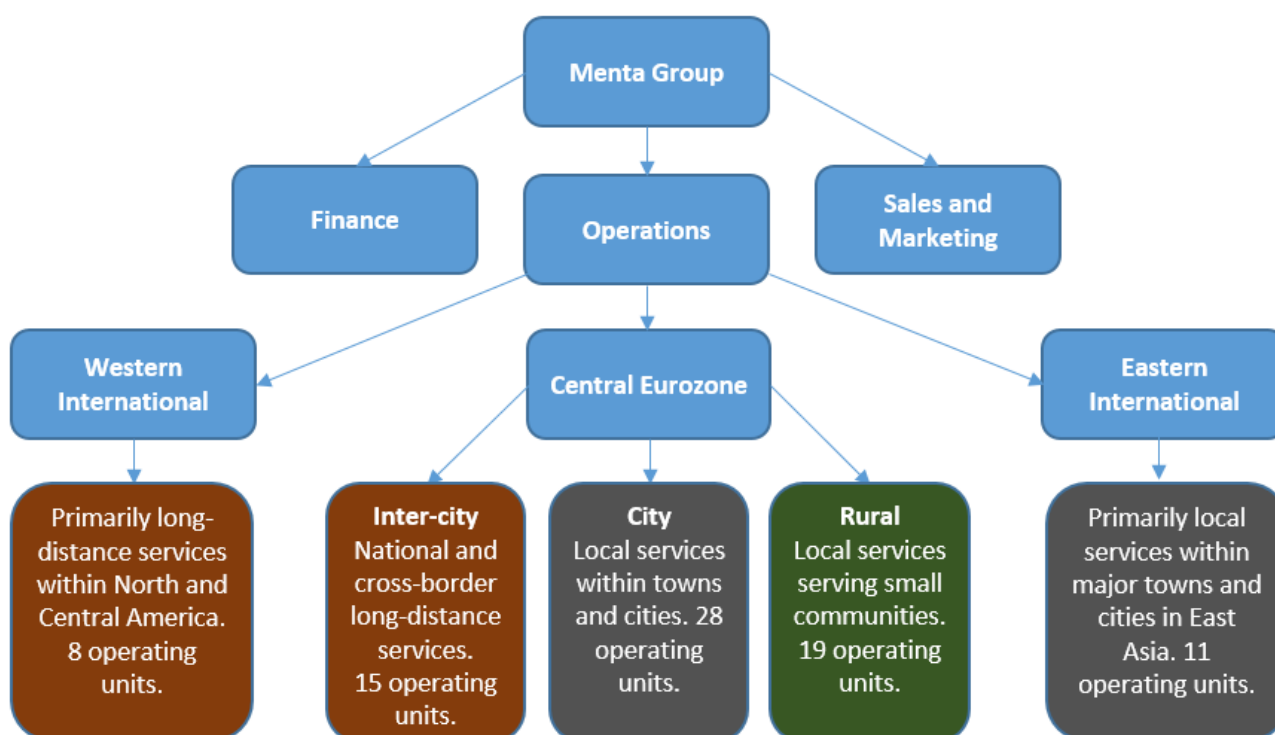 Menta Group
Finance
Operations
Sales and
Marketing
Western
International
Central Eurozone
Eastern
International
Primarily long-
distance services
within North and
Central America.
8 operating
units.
Inter-city
National and
cross-border
long-distance
services.
15 operating
units.
City
Local services
within towns
and cities. 28
operating
units.
Rural
Local services
serving small
communities.
19 operating
units.
Primarily local
services within
major towns and
cities in East
Asia. 11
operating units.